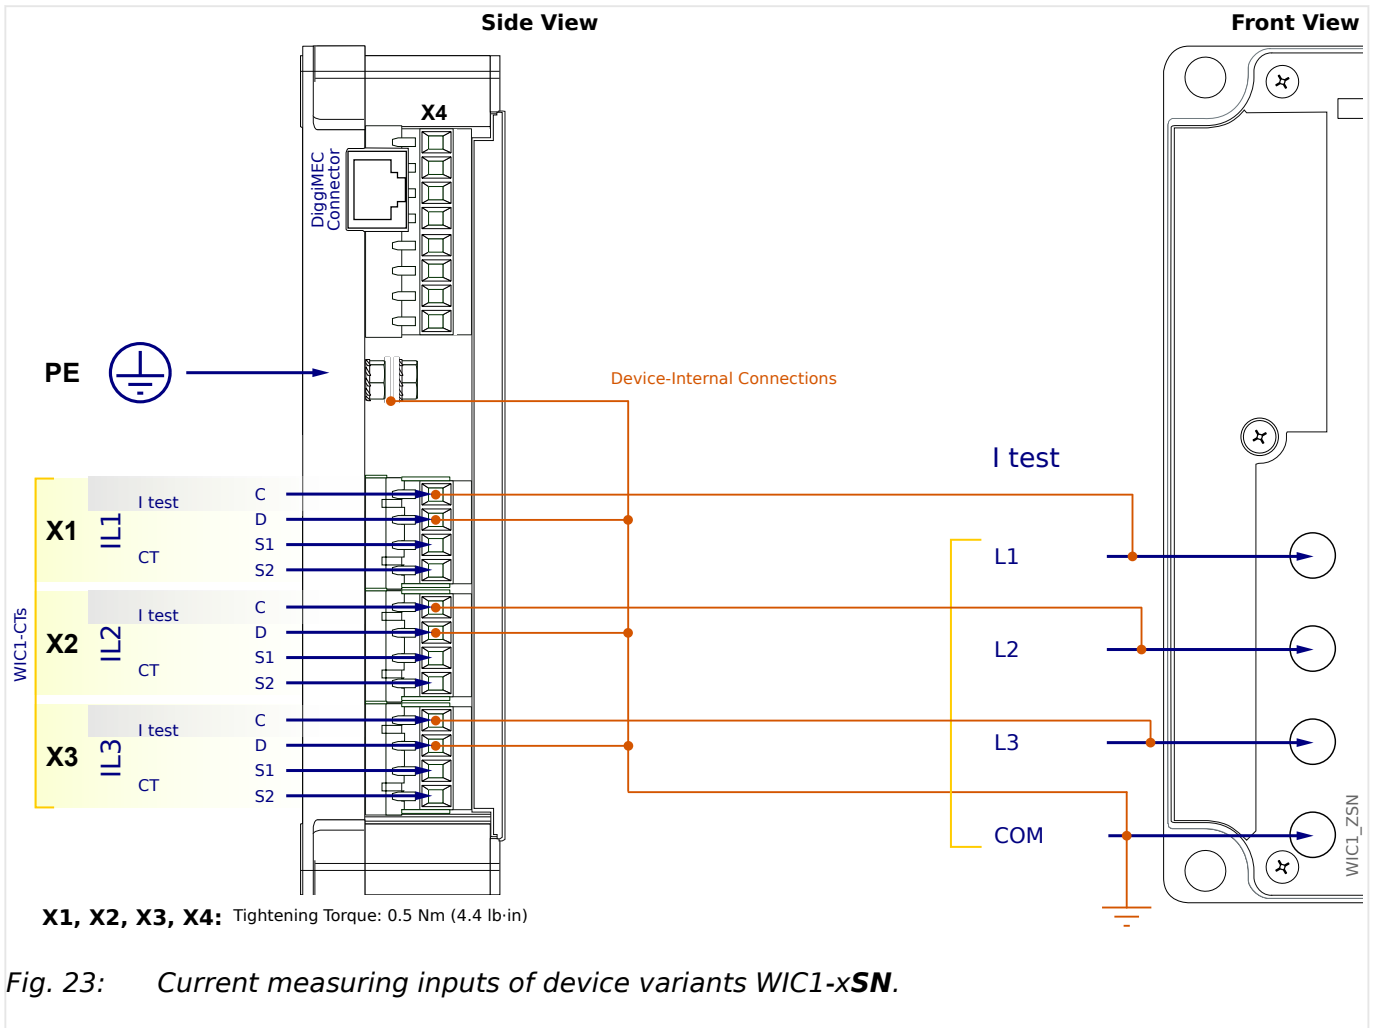 Side View
Front View
X4
DiggiMEC
Connector
PE
Device-Internal Connections
I test
WIC1-CTs
X1
IL1
I test
CT
C
D
S1
S2
X2
IL2
I test
CT
C
D
S1
S2
X3
IL3
I test
CT
C
D
S1
S2
L1
L2
L3
COM
WIC1_ZSN
X1, X2, X3, X4: Tightening Torque: 0.5 Nm (4.4 lb·in)
Fig. 23: Current measuring inputs of device variants WIC1-xSN.